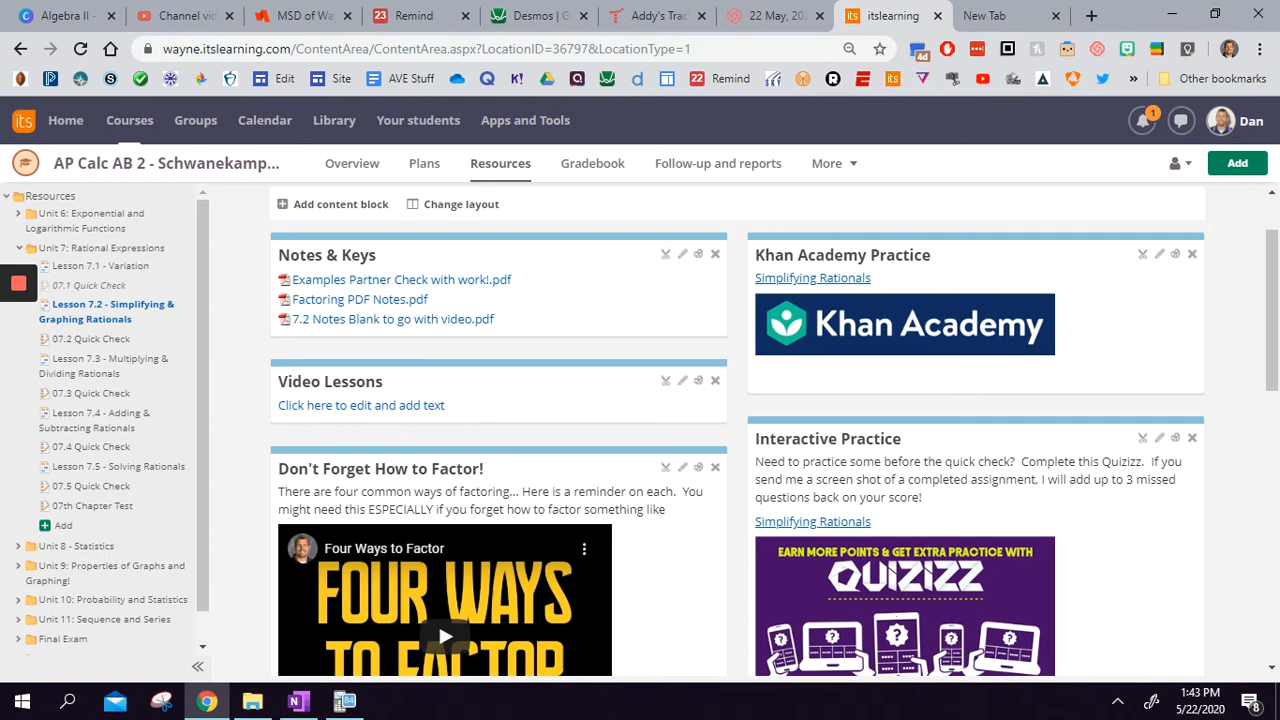 Algebra II
Channel vid
MSD of Wa
Remind
Desmos | G
Addy's Trac
22 May, 202
itslearning
New Tab
wayne.itslearning.com/ContentArea/ContentArea.aspx?LocationID=36797&LocationType=1
4d
Edit
Site
AVE Stuff
Remind
Other bookmarks
its
Home
Courses
Groups
Calendar
Library
Your students
Apps and Tools
1
Dan
AP Calc AB 2 - Schwanekamp...
Overview
Plans
Resources
Gradebook
Follow-up and reports
More
Add
Resources
Unit 6: Exponential and
Logarithmic Functions
Unit 7: Rational Expressions
Lesson 7.1 - Variation
07.1 Quick Check
Lesson 7.2 - Simplifying &
Graphing Rationals
07.2 Quick Check
Lesson 7.3 - Multiplying &
Dividing Rationals
07.3 Quick Check
Lesson 7.4 - Adding &
Subtracting Rationals
07.4 Quick Check
Lesson 7.5 - Solving Rationals
07.5 Quick Check
07th Chapter Test
Add
Unit 8 - Statistics
Unit 9: Properties of Graphs and
Graphing!
Unit 10: Probability and Statistics
Unit 11: Sequence and Series
Final Exam
Add content block
Change layout
Notes & Keys
Examples Partner Check with work!.pdf
Factoring PDF Notes.pdf
7.2 Notes Blank to go with video.pdf
Video Lessons
Click here to edit and add text
Don't Forget How to Factor!
There are four common ways of factoring... Here is a reminder on each. You
might need this ESPECIALLY if you forget how to factor something like
Four Ways to Factor
FOUR WAYS
TO FACTOR
Khan Academy Practice
Simplifying Rationals
Khan Academy
Interactive Practice
Need to practice some before the quick check? Complete this Quizizz. If you
send me a screen shot of a completed assignment, I will add up to 3 missed
questions back on your score!
Simplifying Rationals
EARN MORE POINTS & GET EXTRA PRACTICE WITH
QUIZIZZ
1:43 PM
5/22/2020
8